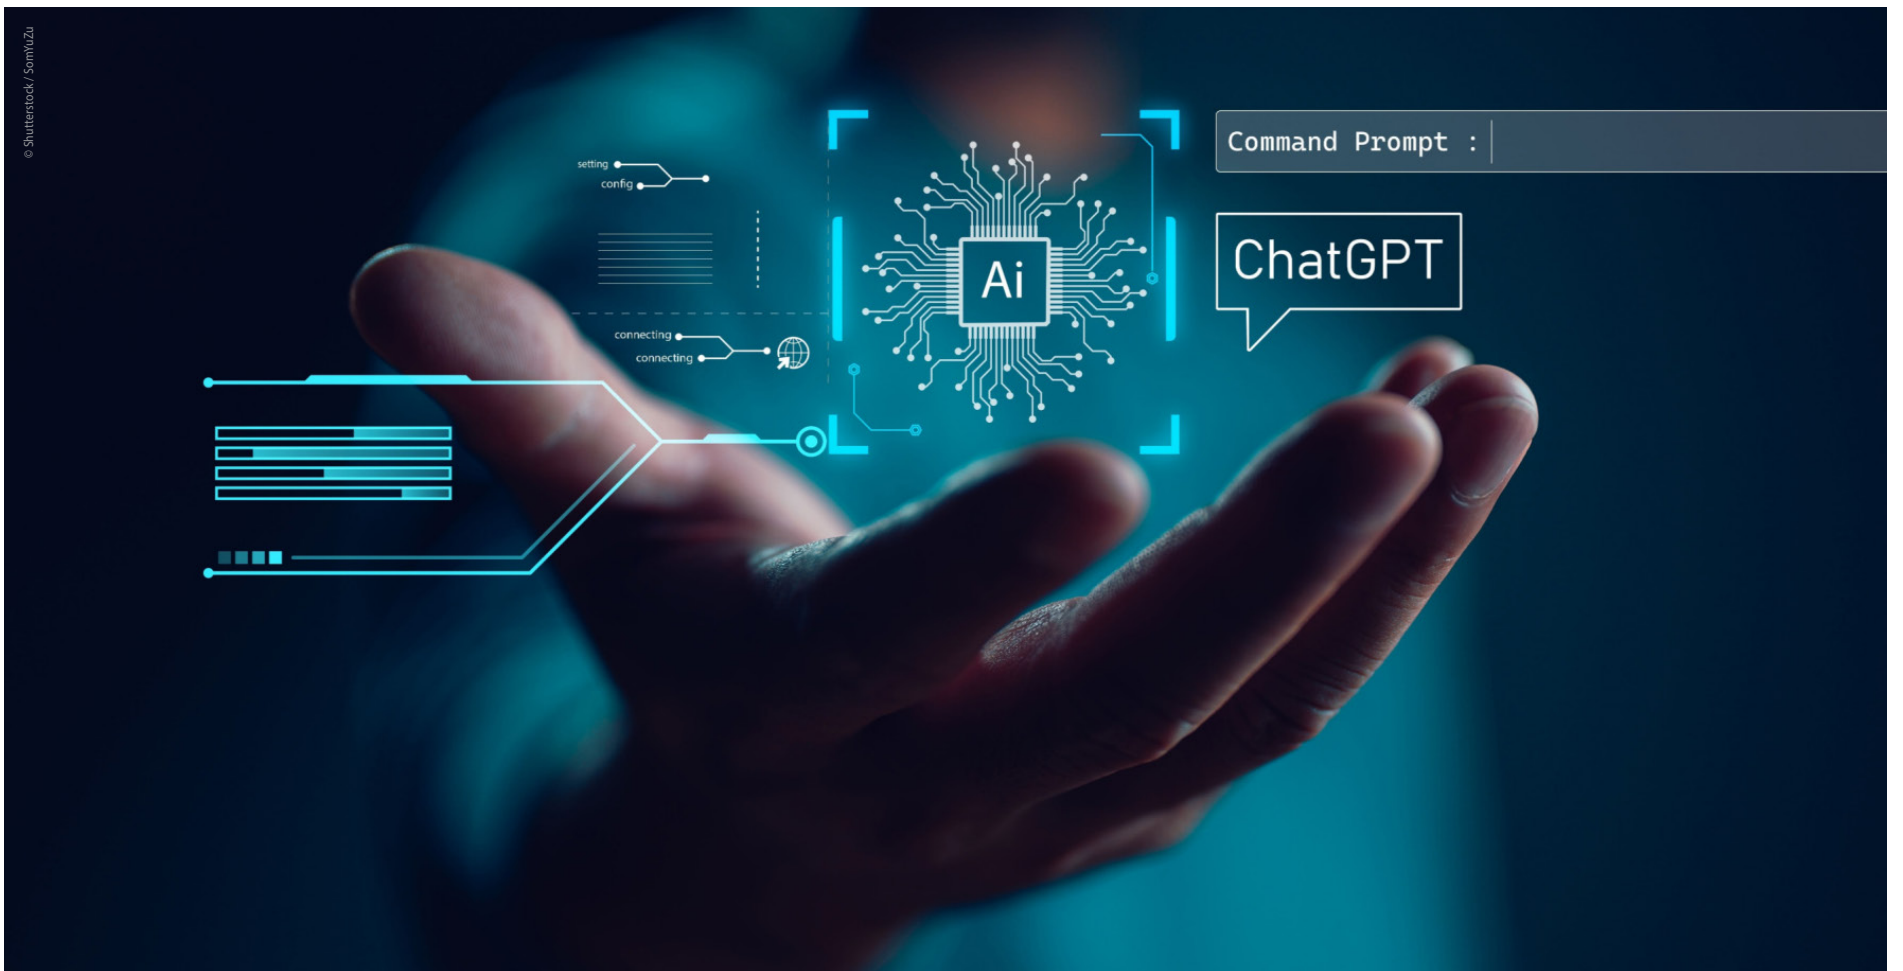 © Shutterstock / SomYuZu
setting
config
connecting
connecting
Ai
Command Prompt :
ChatGPT